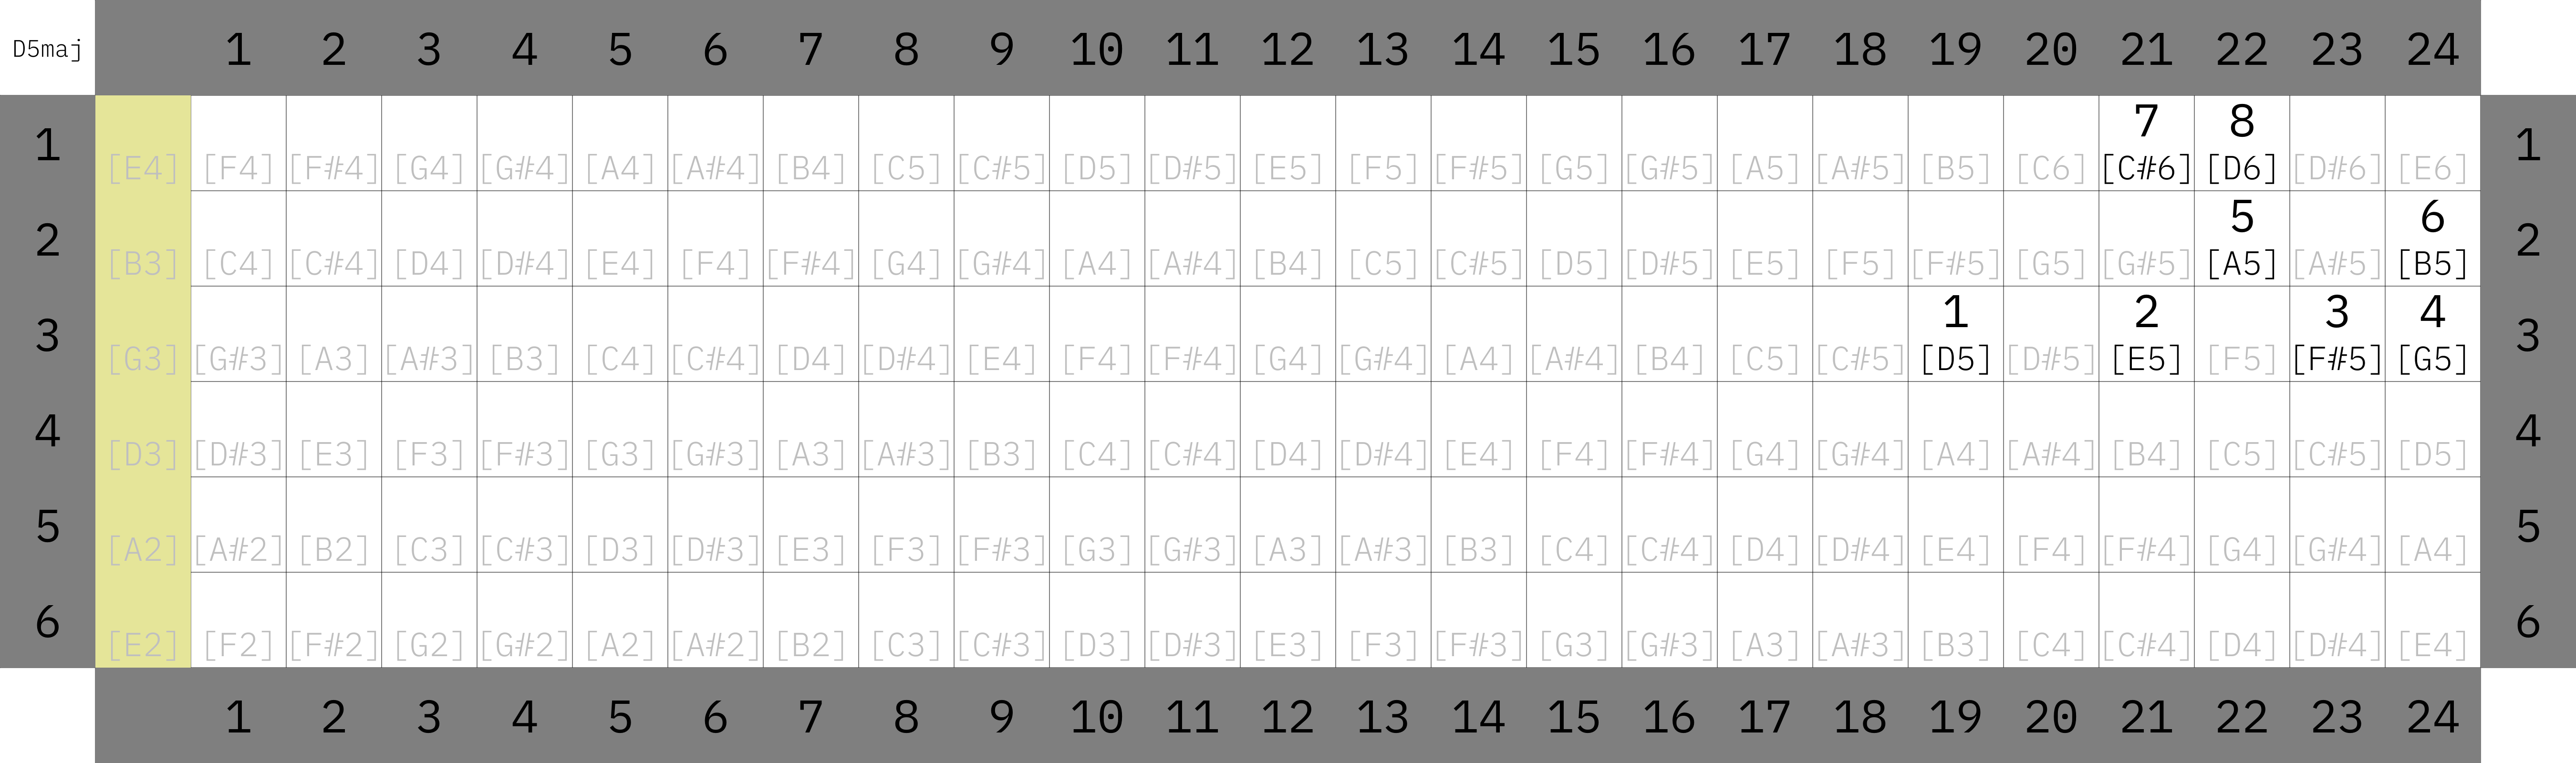 D5maj 1 2 3 4 5 6 7 8 9 10 11 12 13 14 15 16 17 18 19 20 21 22 23 24
7 8
1 [E4] [F4] [F#4] [G4] [G#4] [A4] [A#4] [B4] [C5] [C#5] [D5] [D#5] [E5] [F5] [F#5] [G5] [G#5] [A5] [A#5] [B5] [C6] [C#6] [D6] [D#6] [E6] 1
5 6
2 [B3] [C4] [C#4] [D4] [D#4] [E4] [F4] [F#4] [G4] [G#4] [A4] [A#4] [B4] [C5] [C#5] [D5] [D#5] [E5] [F5] [F#5] [G5] [G#5] [A5] [A#5] [B5] 2
1 2 3 4
3 [G3] [G#3] [A3] [A#3] [B3] [C4] [C#4] [D4] [D#4] [E4] [F4] [F#4] [G4] [G#4] [A4] [A#4] [B4] [C5] [C#5] [D5] [D#5] [E5] [F5] [F#5] [G5] 3
4 [D3] [D#3] [E3] [F3] [F#3] [G3] [G#3] [A3] [A#3] [B3] [C4] [C#4] [D4] [D#4] [E4] [F4] [F#4] [G4] [G#4] [A4] [A#4] [B4] [C5] [C#5] [D5] 4
5 [A2] [A#2] [B2] [C3] [C#3] [D3] [D#3] [E3] [F3] [F#3] [G3] [G#3] [A3] [A#3] [B3] [C4] [C#4] [D4] [D#4] [E4] [F4] [F#4] [G4] [G#4] [A4] 5
6 [E2] [F2] [F#2] [G2] [G#2] [A2] [A#2] [B2] [C3] [C#3] [D3] [D#3] [E3] [F3] [F#3] [G3] [G#3] [A3] [A#3] [B3] [C4] [C#4] [D4] [D#4] [E4] 6
1 2 3 4 5 6 7 8 9 10 11 12 13 14 15 16 17 18 19 20 21 22 23 24